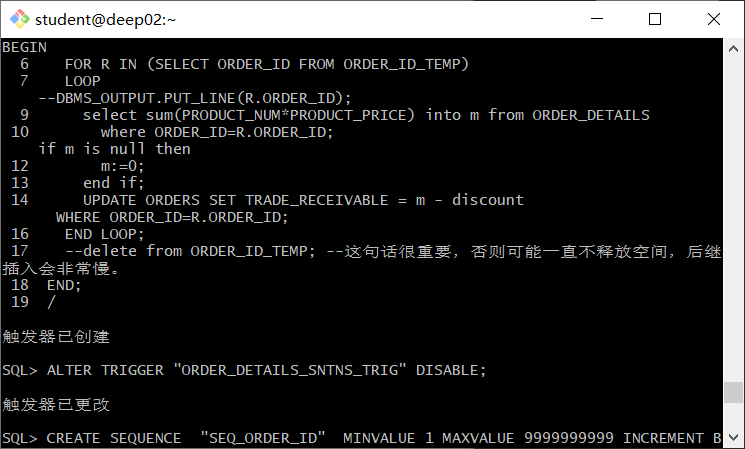 student@deep02:~
BEGIN
6 FOR R IN (SELECT ORDER_ID FROM ORDER_ID_TEMP)
7 LOOP
--DBMS_OUTPUT.PUT_LINE(R.ORDER_ID);
9 select sum(PRODUCT_NUM*PRODUCT_PRICE) into m from ORDER_DETAILS
10 where ORDER_ID=R.ORDER_ID;
if m is null then
12 m:=0;
13 end if;
14 UPDATE ORDERS SET TRADE_RECEIVABLE = m - discount
WHERE ORDER_ID=R.ORDER_ID;
16 END LOOP;
17 --delete from ORDER_ID_TEMP; --这句话很重要，否则可能一直不释放空间，后继
插入会非常慢。
18 END;
19 /
触发器已创建
SQL> ALTER TRIGGER "ORDER_DETAILS_SNTNS_TRIG" DISABLE;
触发器已更改
SQL> CREATE SEQUENCE "SEQ_ORDER_ID" MINVALUE 1 MAXVALUE 9999999999 INCREMENT B